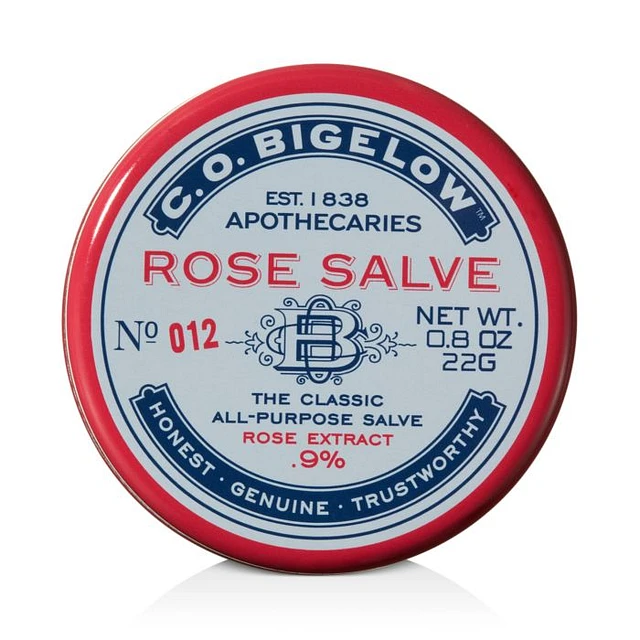 C.O. BIGELOW™
EST. 1838
APOTHECARIES
ROSE SALVE
Nº 012
NET WT.
0.8 OZ
22G
THE CLASSIC
ALL-PURPOSE SALVE
ROSE EXTRACT
.9%
HONEST · GENUINE · TRUSTWORTHY